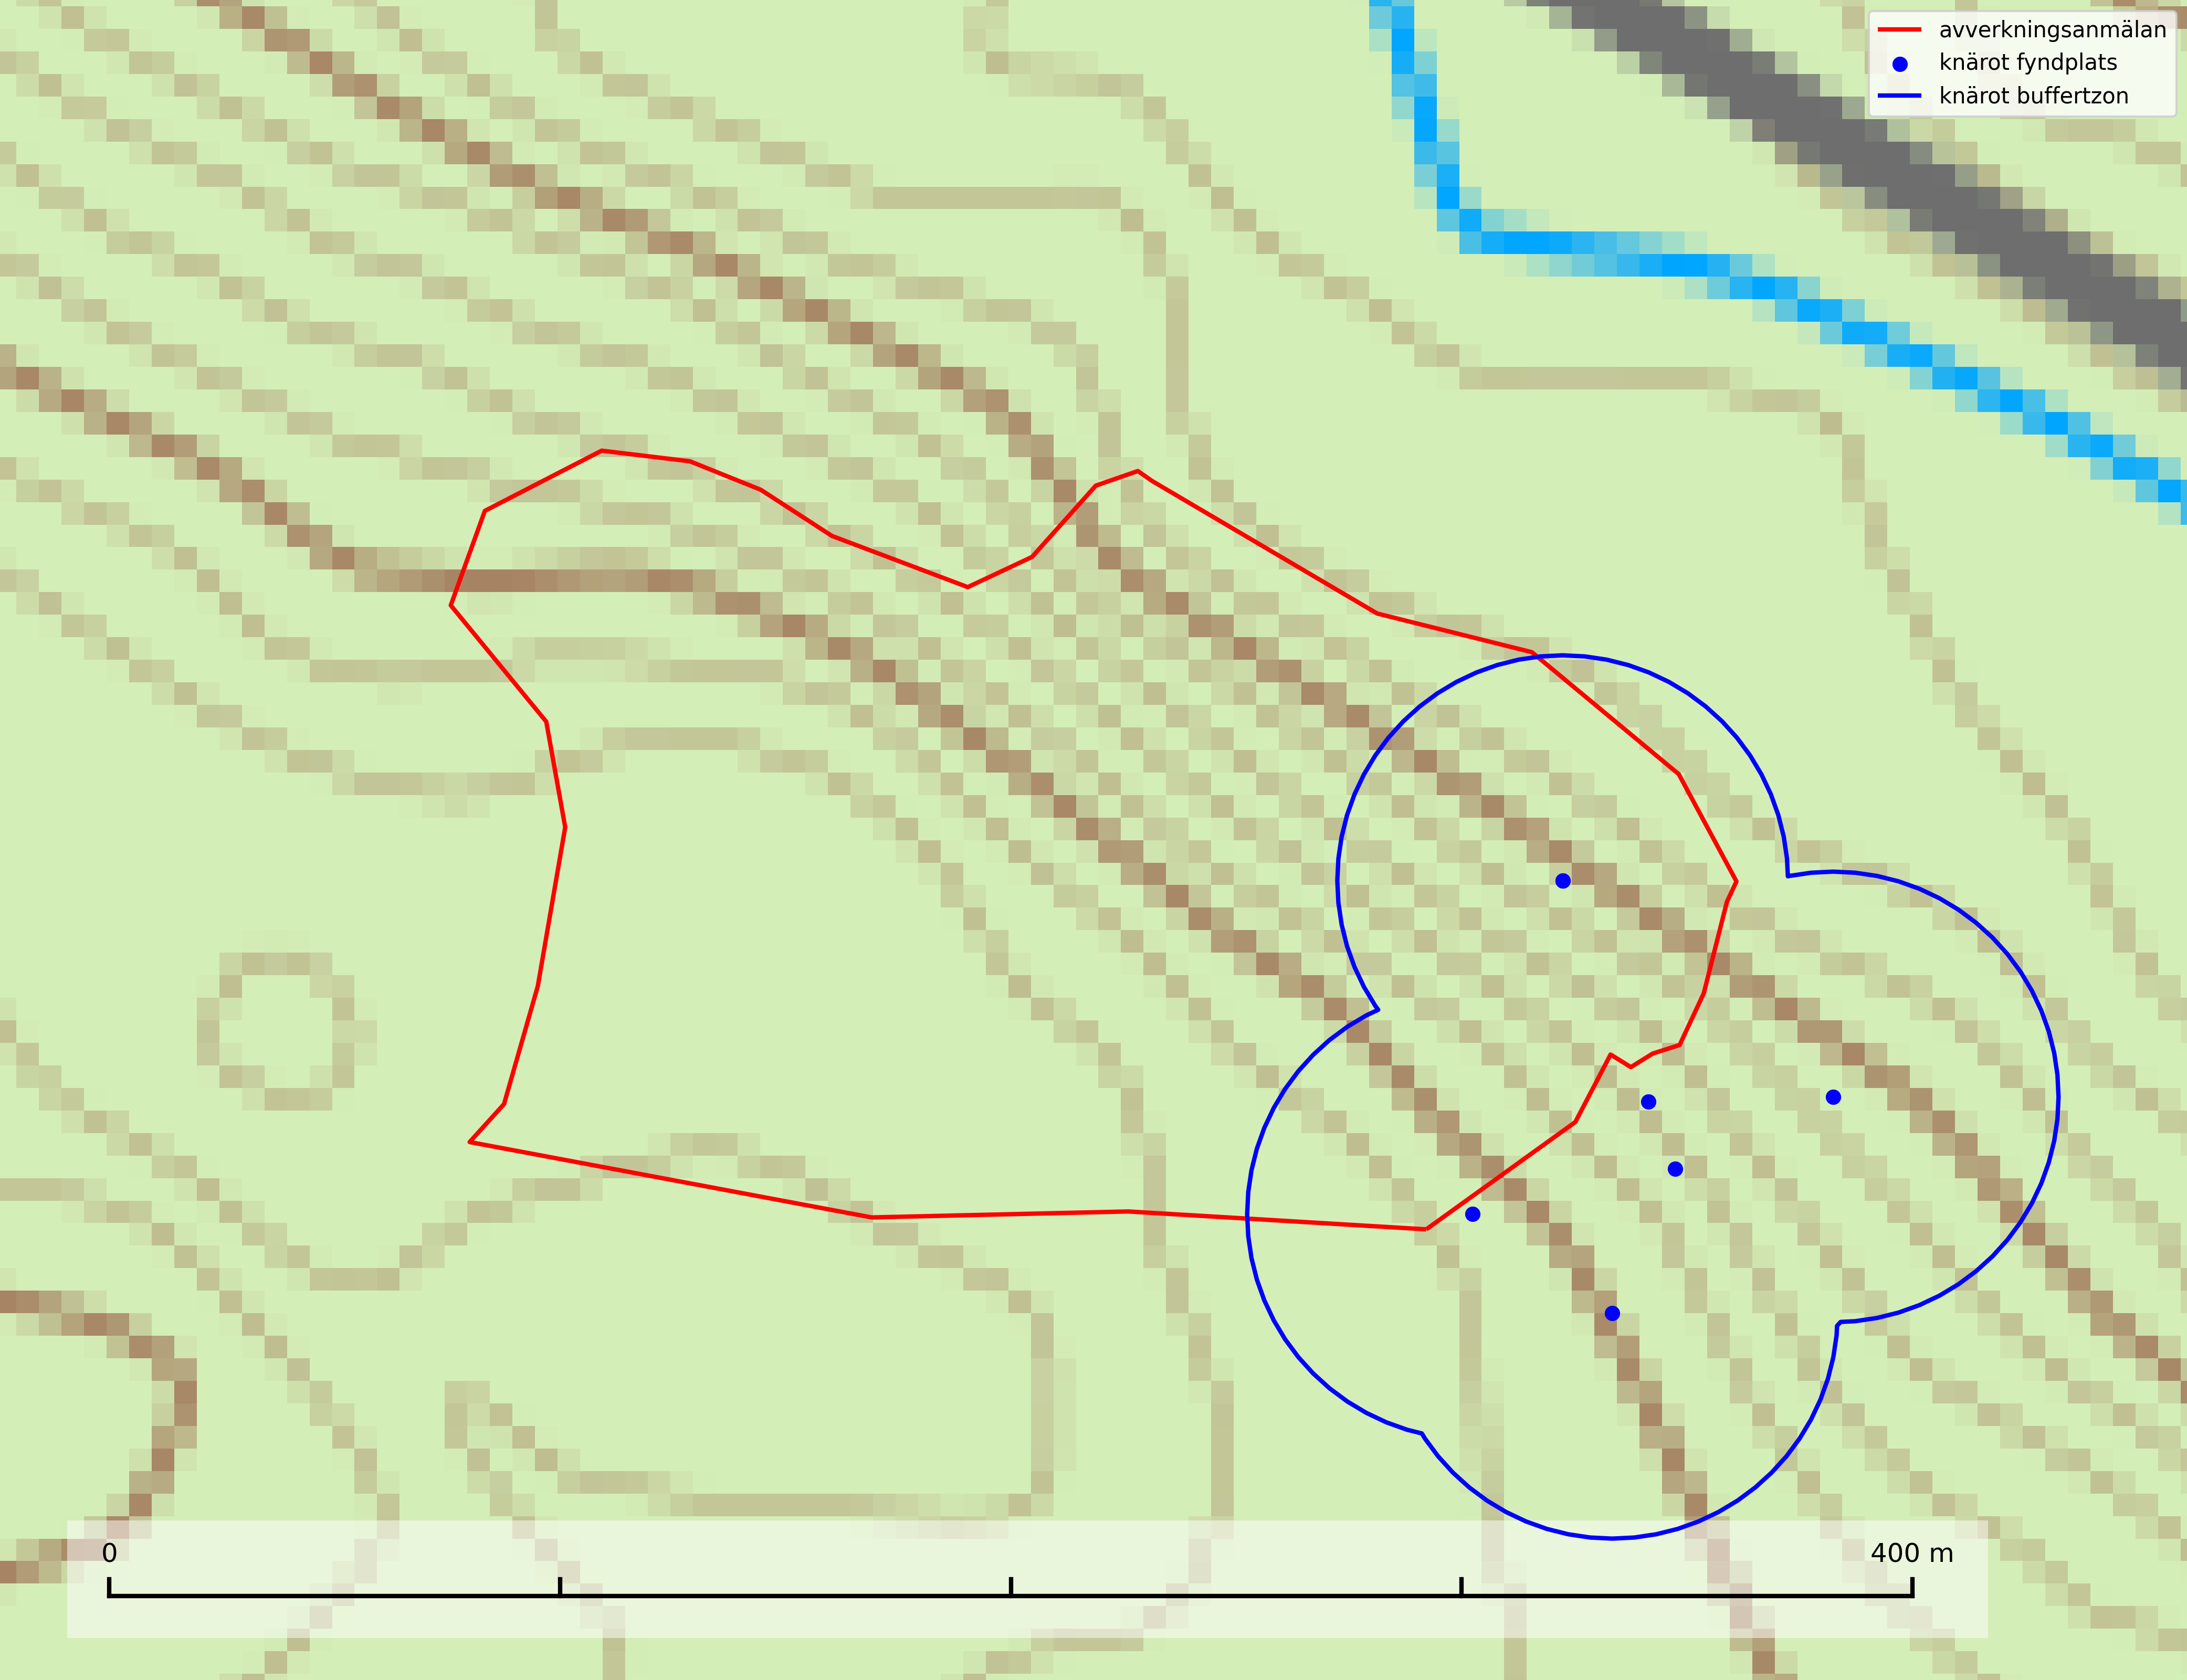 avverkningsanmälan
knärot fyndplats
knärot buffertzon
0
400 m